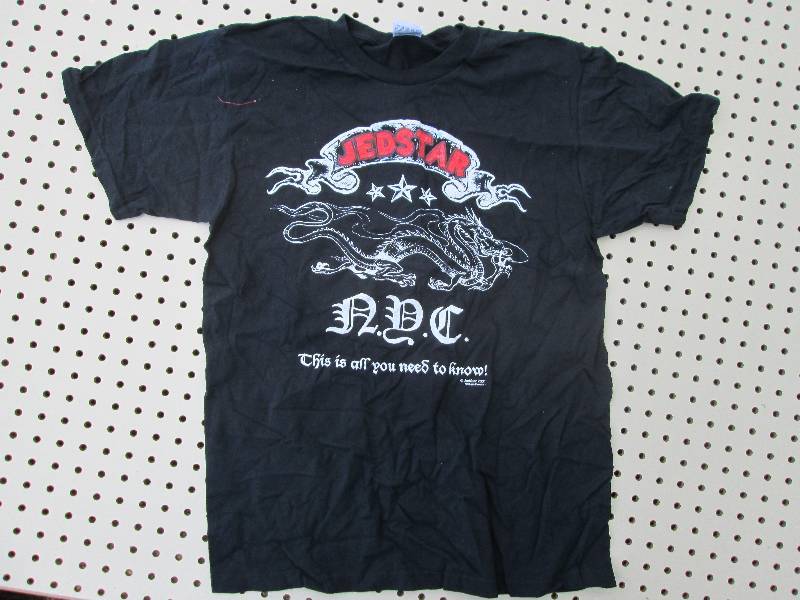 JEDSTAR
N.Y.C.
This is all you need to know!